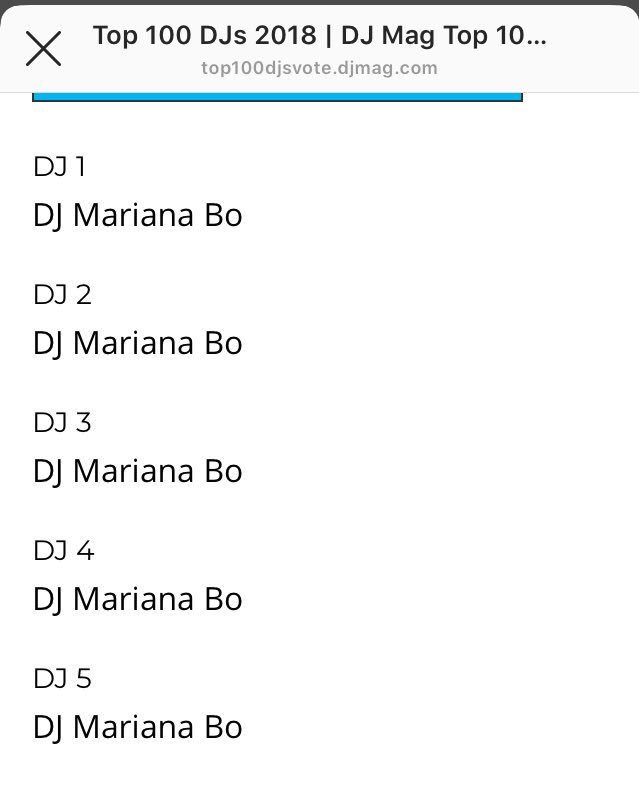 Top 100 DJs 2018 | DJ Mag Top 10...
top100djsvote.djmag.com
DJ 1
DJ Mariana Bo
DJ 2
DJ Mariana Bo
DJ 3
DJ Mariana Bo
DJ 4
DJ Mariana Bo
DJ 5
DJ Mariana Bo